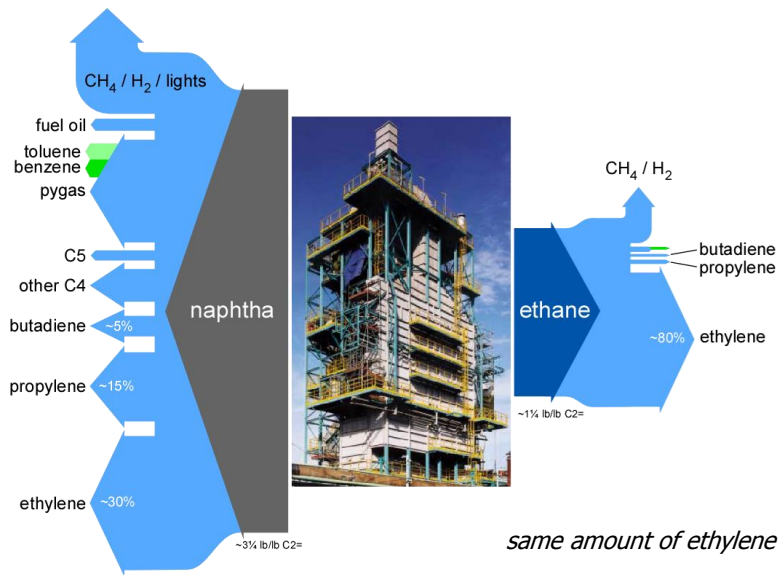 CH₄ / H₂ / lights
fuel oil
toluene
benzene
pygas
C5
other C4
butadiene
~5%
propylene
~15%
ethylene
~30%
naphtha
~3¼ lb/lb C2=
ethane
~1¼ lb/lb C2=
CH₄ / H₂
butadiene
propylene
~80%
ethylene
same amount of ethylene